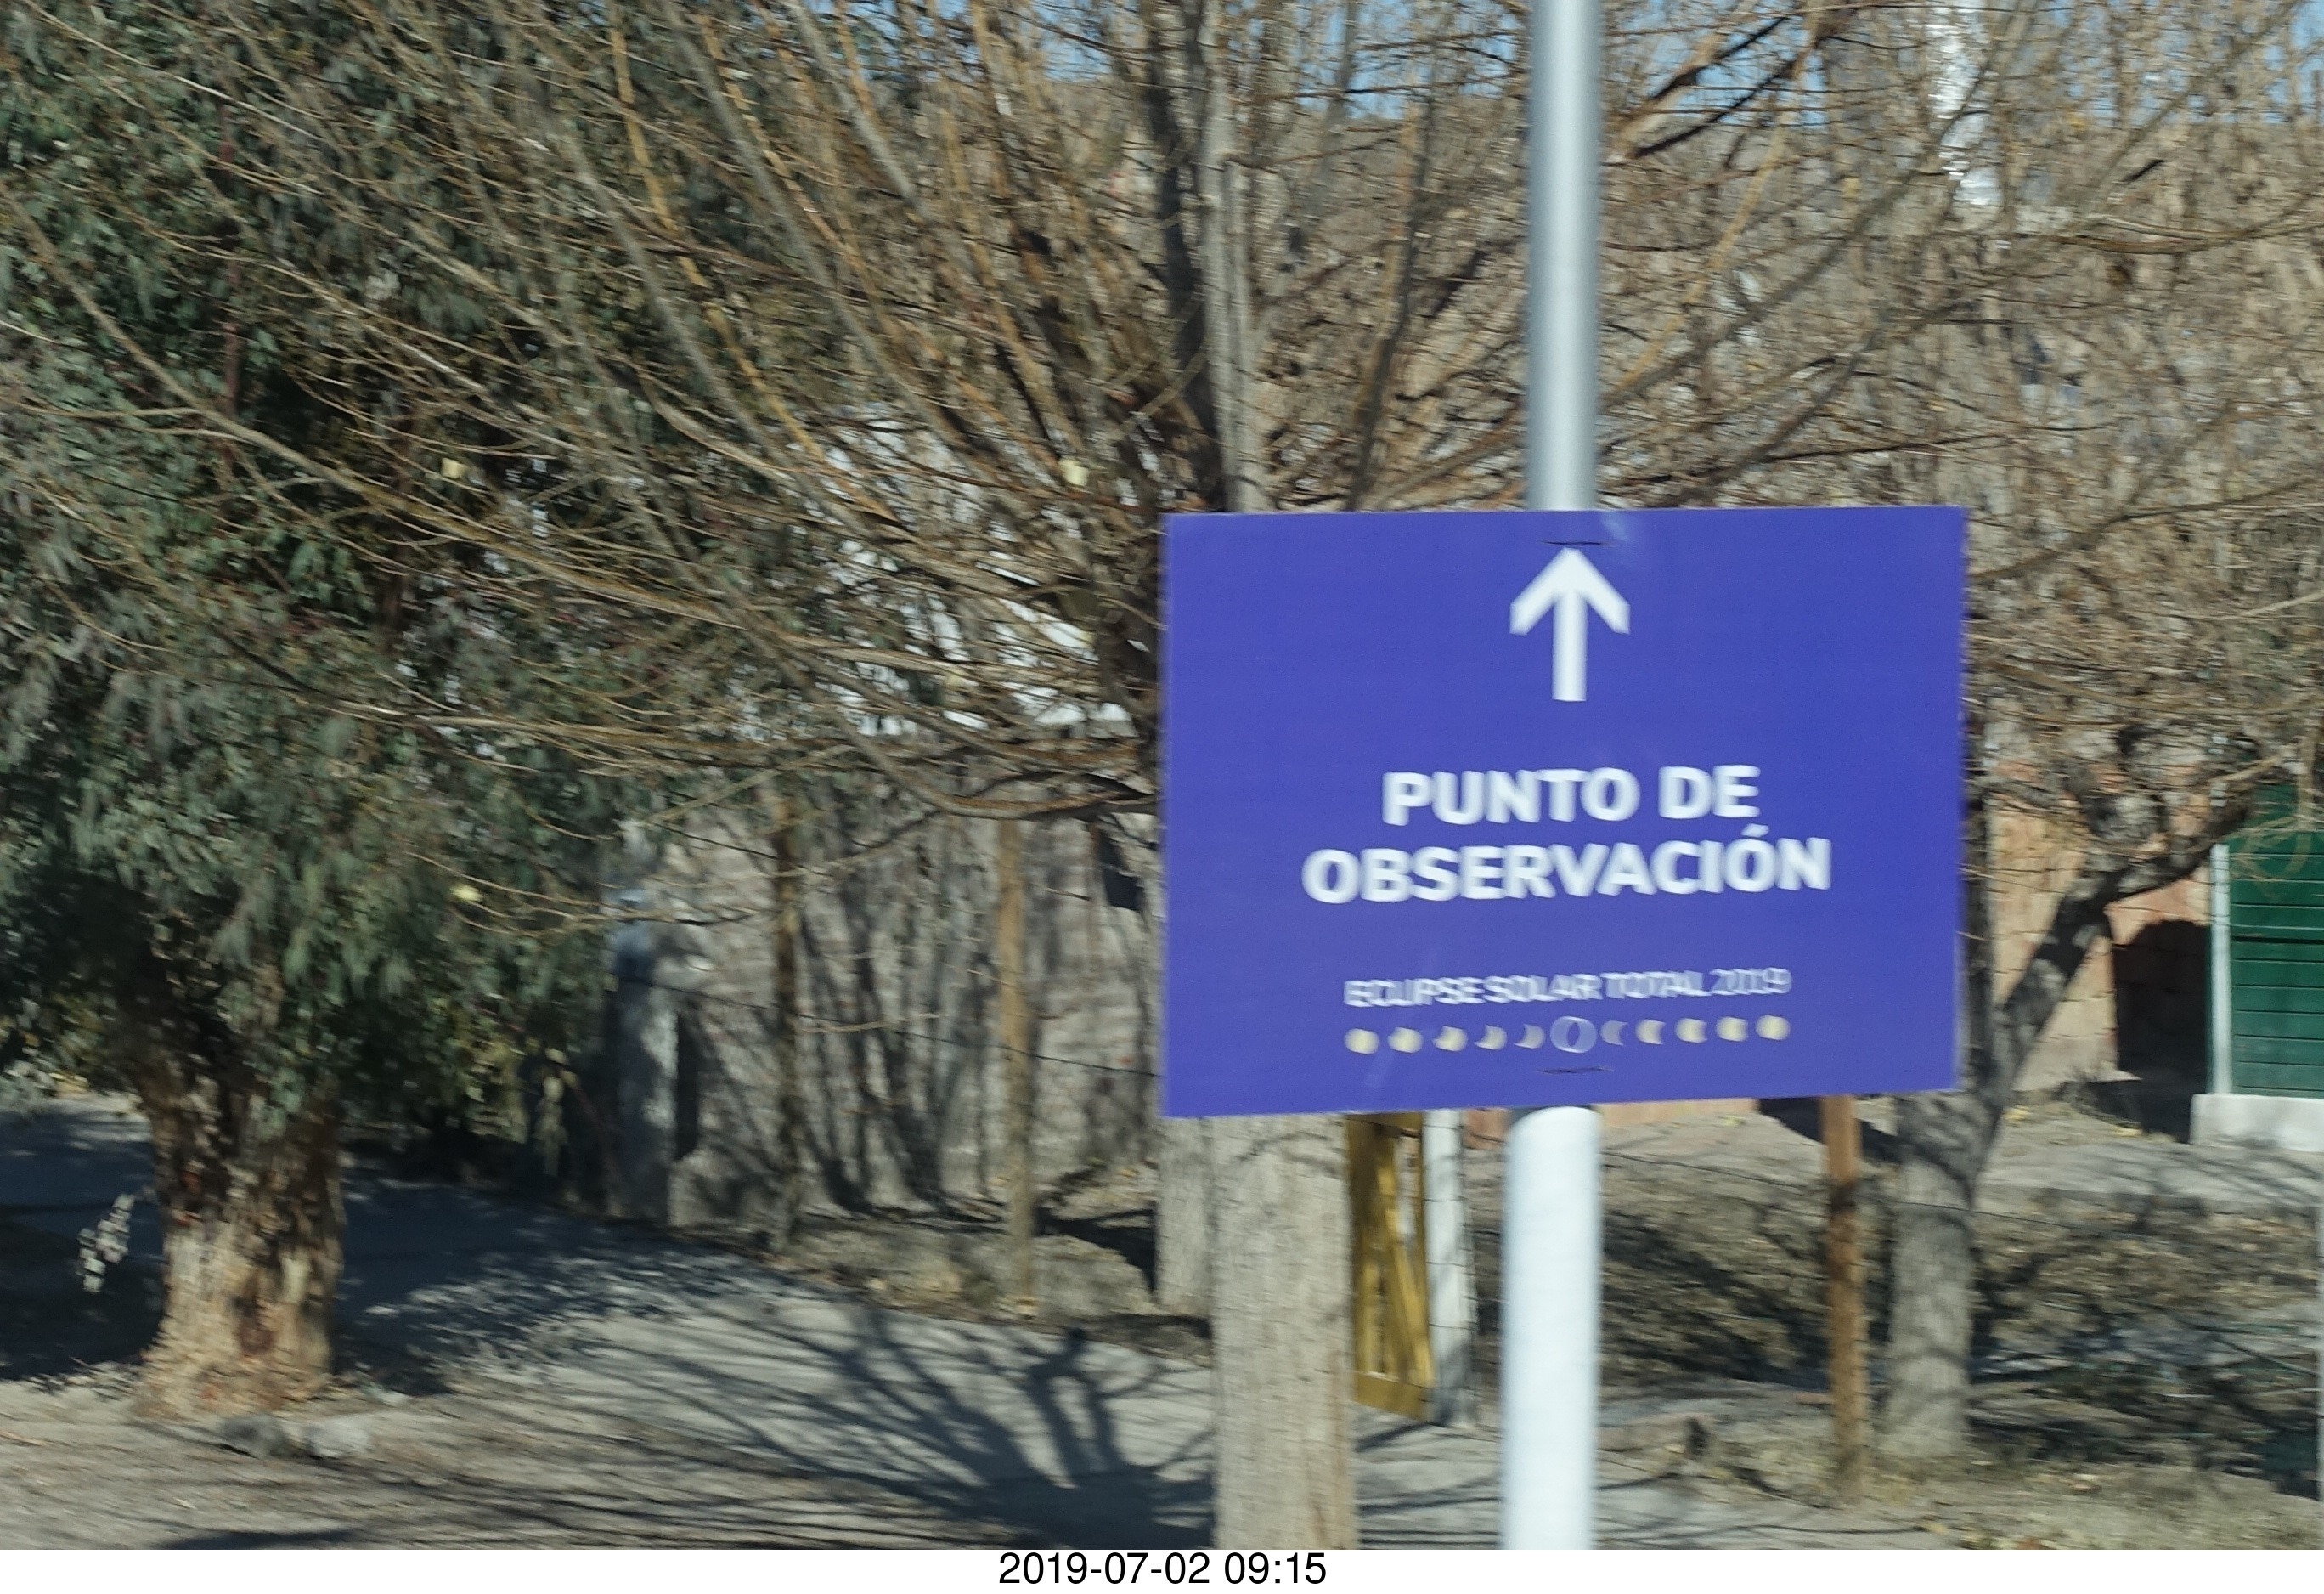 PUNTO DE
OBSERVACIÓN
ECLIPSE SOLAR TOTAL 2019
2019-07-02 09:15